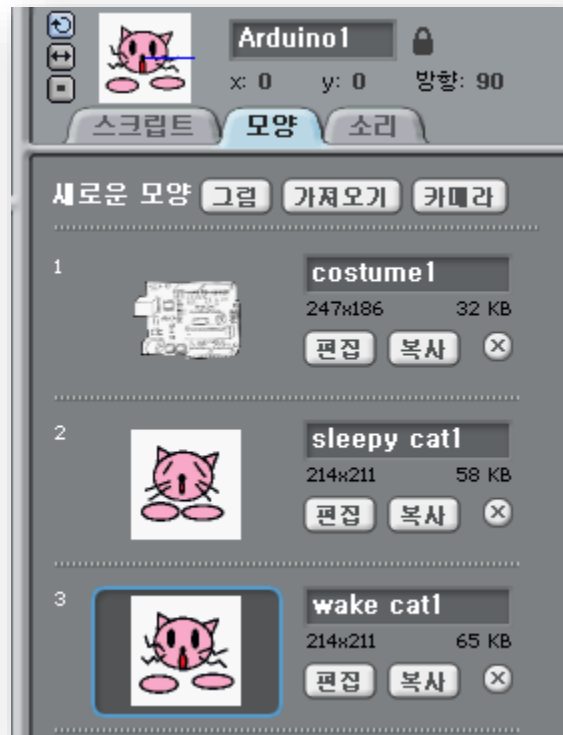 Arduino1
x: 0 y: 0 방향: 90
스크립트 모양 소리
새로운 모양 그림 가져오기 카메라
1
costume1
247x186 32 KB
편집 복사
2
sleepy cat1
214x211 58 KB
편집 복사
3
wake cat1
214x211 65 KB
편집 복사